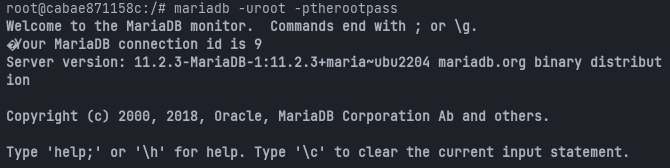 root@cabae871158c:/# mariadb -uroot -ptherootpass
Welcome to the MariaDB monitor.  Commands end with ; or \g.
�Your MariaDB connection id is 9
Server version: 11.2.3-MariaDB-1:11.2.3+maria~ubu2204 mariadb.org binary distribut
ion

Copyright (c) 2000, 2018, Oracle, MariaDB Corporation Ab and others.

Type 'help;' or '\h' for help. Type '\c' to clear the current input statement.